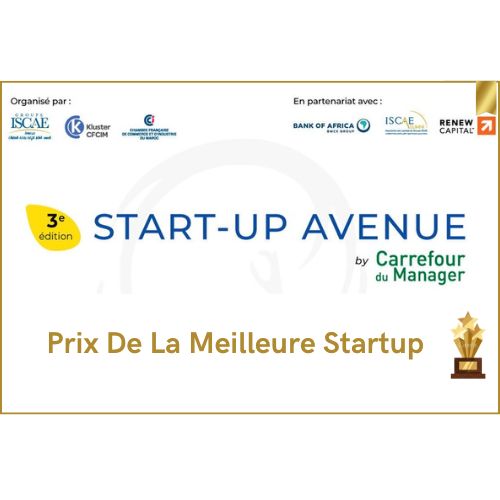 Organisé par :
En partenariat avec :
GROUPE
ISCAE
Kluster
CFCIM
CHAMBRE FRANÇAISE
DE COMMERCE ET D'INDUSTRIE
DU MAROC
BANK OF AFRICA
BMCE GROUP
ISCAE
RENEW
CAPITAL
3e
édition
START-UP AVENUE
by Carrefour
du Manager
Prix De La Meilleure Startup